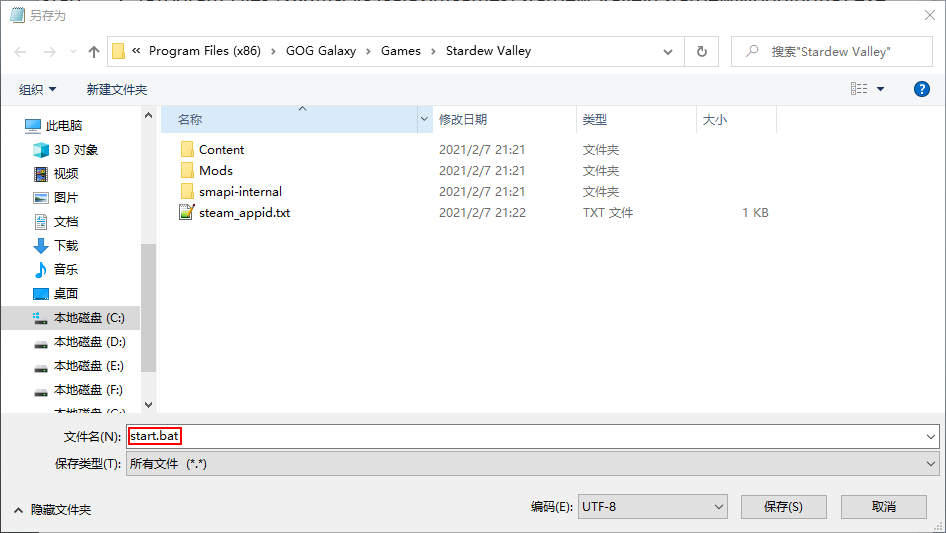 另存为
« Program Files (x86) › GOG Galaxy › Games › Stardew Valley
搜索"Stardew Valley"
组织
新建文件夹
?
此电脑
3D 对象
视频
图片
文档
下载
音乐
桌面
本地磁盘 (C:)
本地磁盘 (D:)
本地磁盘 (E:)
本地磁盘 (F:)
名称 修改日期 类型 大小
Content 2021/2/7 21:21 文件夹
Mods 2021/2/7 21:21 文件夹
smapi-internal 2021/2/7 21:21 文件夹
steam_appid.txt 2021/2/7 21:22 TXT 文件 1 KB
文件名(N): start.bat
保存类型(T): 所有文件 (*.*)
隐藏文件夹
编码(E): UTF-8
保存(S)
取消